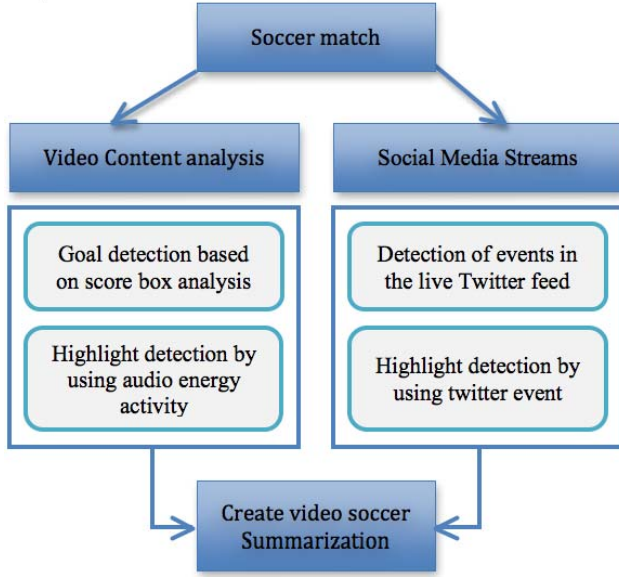 Soccer match
Video Content analysis
Social Media Streams
Goal detection based
on score box analysis
Highlight detection by
using audio energy
activity
Detection of events in
the live Twitter feed
Highlight detection by
using twitter event
Create video soccer
Summarization